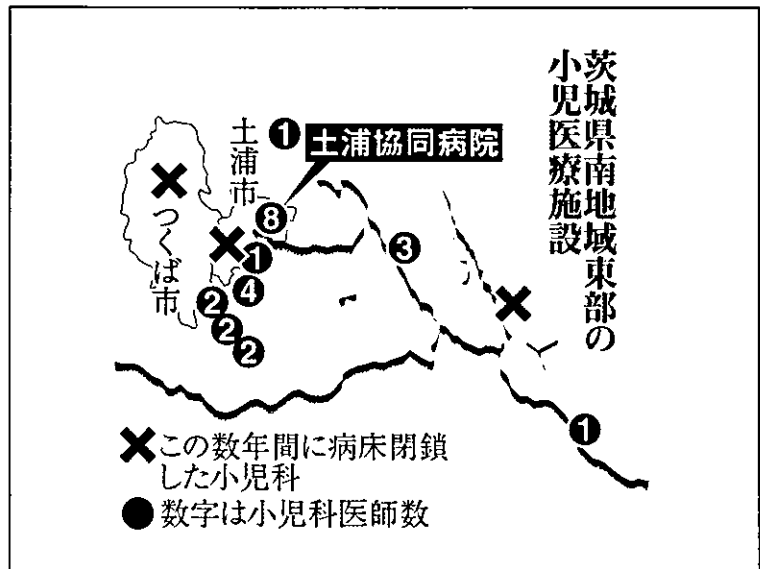 茨城県南地域東部の
小児医療施設
土浦市
❶
土浦協同病院
つくば市
❽
❶
❹
❷
❷
❷
❸
❶
✖この数年間に病床閉鎖
した小児科
●数字は小児科医師数